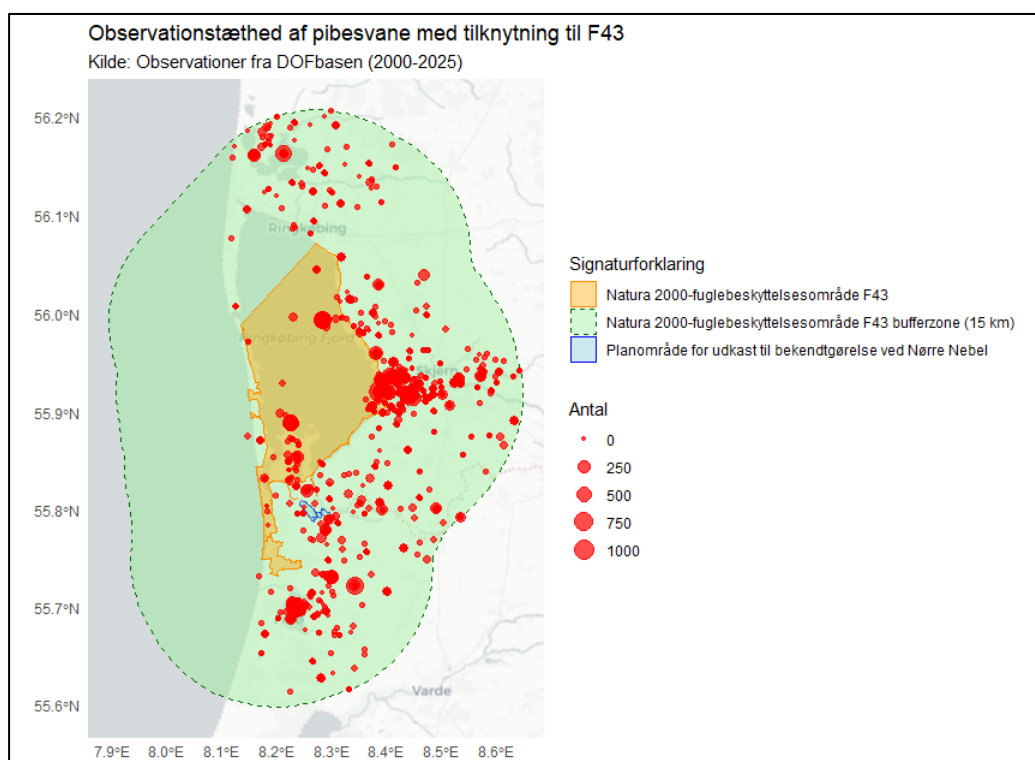 Observationstæthed af pibesvane med tilknytning til F43
Kilde: Observationer fra DOFbasen (2000-2025)
56.2°N
56.1°N
56.0°N
55.9°N
55.8°N
55.7°N
55.6°N
Ringkøbing
Ringkøbing Fjord
Skjern
Varde
7.9°E 8.0°E 8.1°E 8.2°E 8.3°E 8.4°E 8.5°E 8.6°E
Signaturforklaring
Natura 2000-fuglebeskyttelsesområde F43
Natura 2000-fuglebeskyttelsesområde F43 bufferzone (15 km)
Planområde for udkast til bekendtgørelse ved Nørre Nebel
Antal
0
250
500
750
1000